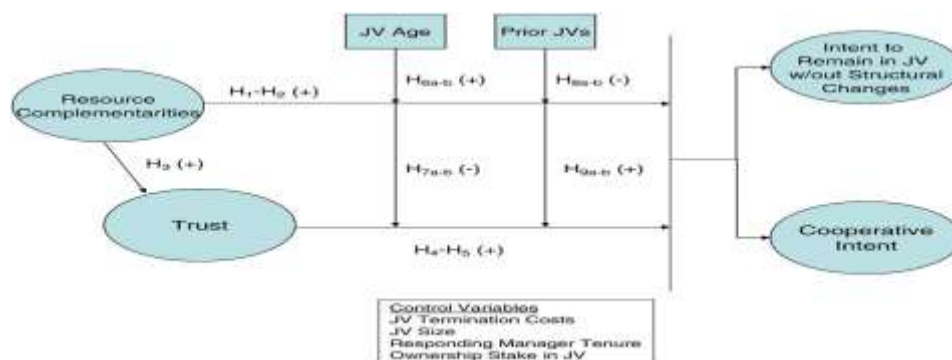 JV Age
Prior JVs
Intent to
Remain in JV
w/out Structural
Changes
H6a-b (+)
H8a-b (-)
Resource
Complementarities
H1-H2 (+)
H3 (+)
H7a-b (-)
H9a-b (+)
Trust
H4-H5 (+)
Cooperative
Intent
Control Variables
JV Termination Costs
JV Size
Responding Manager Tenure
Ownership Stake in JV